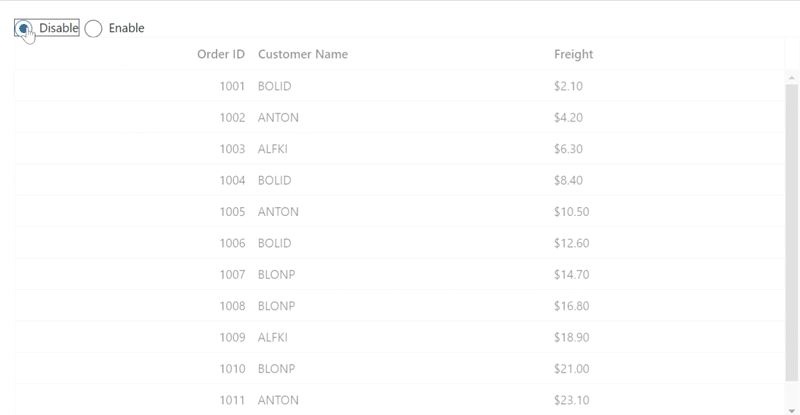 Disable Enable
Order ID Customer Name Freight
1001 BOLID $2.10
1002 ANTON $4.20
1003 ALFKI $6.30
1004 BOLID $8.40
1005 ANTON $10.50
1006 BOLID $12.60
1007 BLONP $14.70
1008 BLONP $16.80
1009 ALFKI $18.90
1010 BLONP $21.00
1011 ANTON $23.10